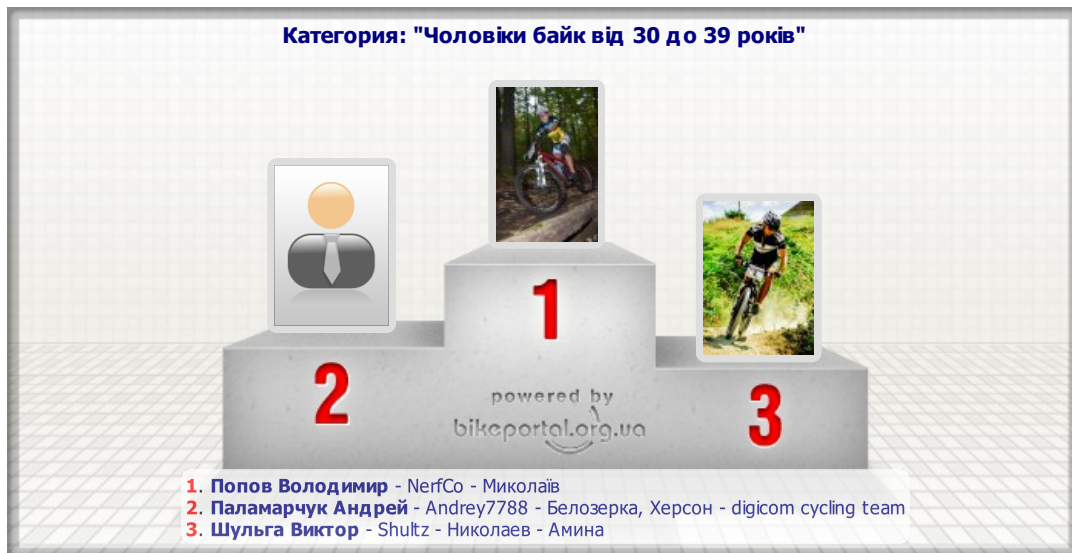 Категория: "Чоловіки байк від 30 до 39 років"
1
2
3
powered by
bikeportal.org.ua
1. Попов Володимир - NerfCo - Миколаїв
2. Паламарчук Андрей - Andrey7788 - Белозерка, Херсон - digicom cycling team
3. Шульга Виктор - Shultz - Николаев - Амина